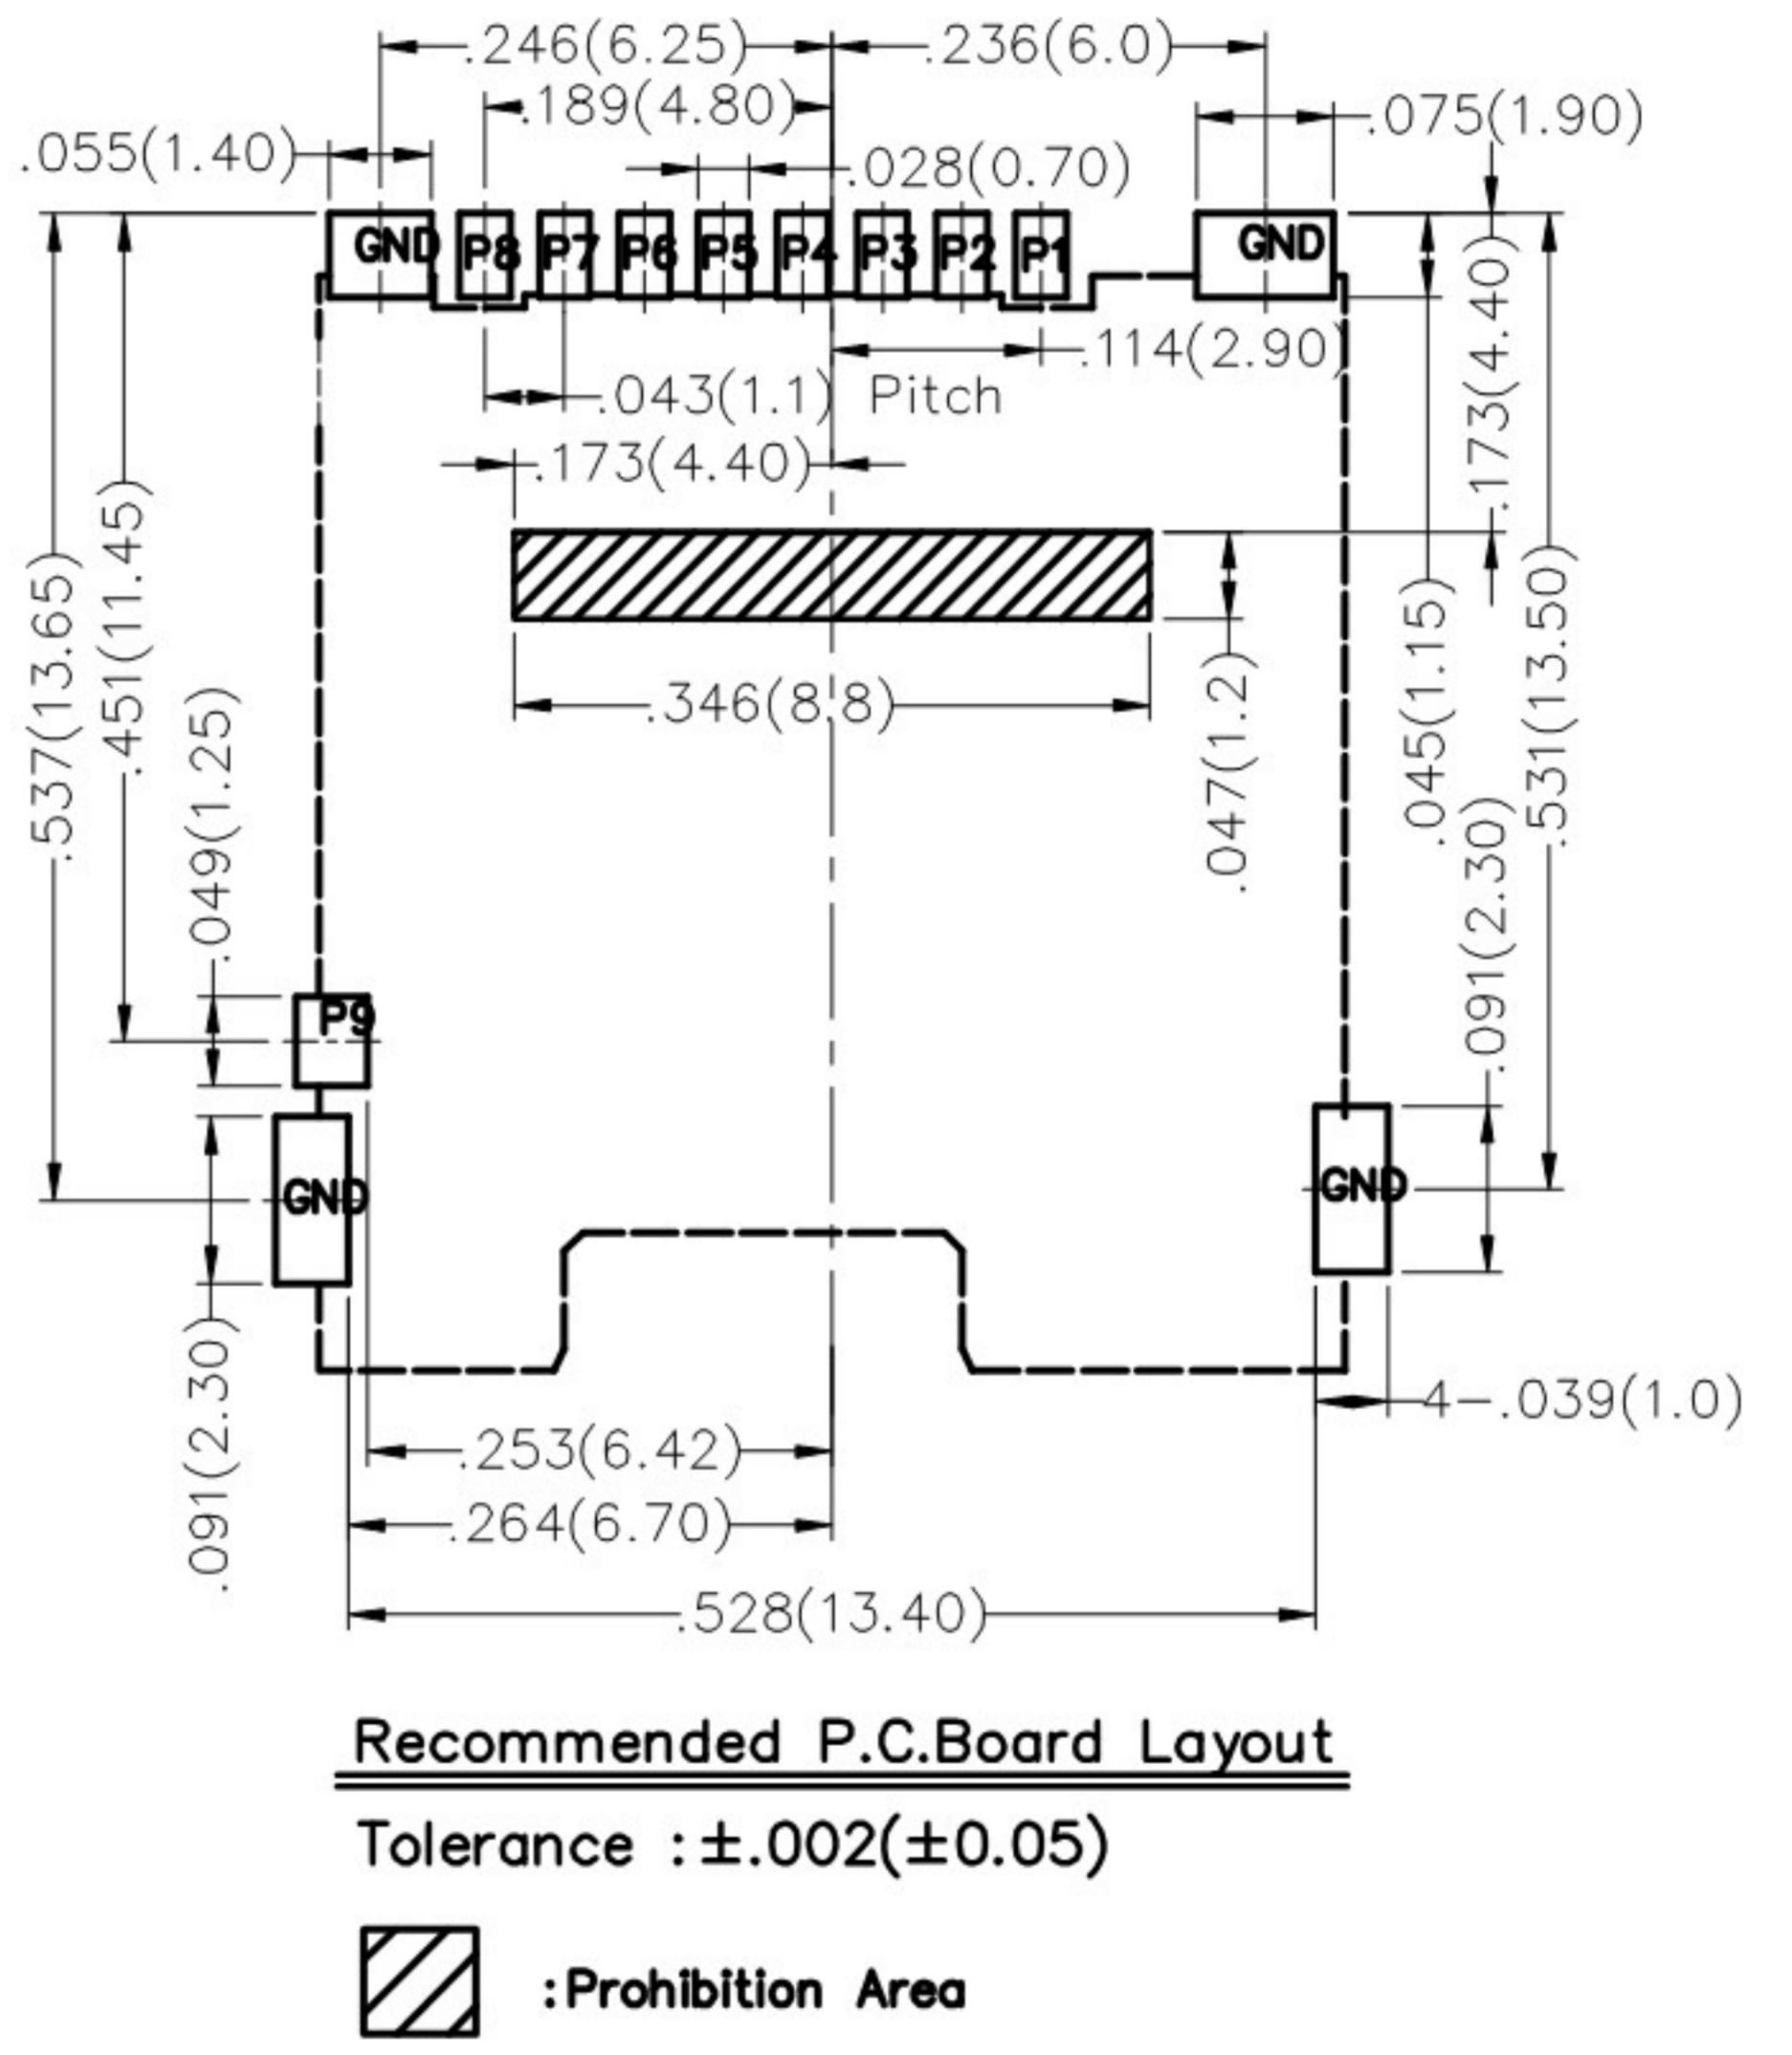 .246(6.25)
.236(6.0)
.189(4.80)
.075(1.90)
.055(1.40)
.028(0.70)
GND P8 P7 P6 P5 P4 P3 P2 P1 GND
.114(2.90)
.173(4.40)
.043(1.1) Pitch
.173(4.40)
.537(13.65)
.451(11.45)
.049(1.25)
.346(8.8)
.047(1.2)
.045(1.15)
.531(13.50)
.091(2.30)
P9
GND
GND
.091(2.30)
4-.039(1.0)
.253(6.42)
.264(6.70)
.528(13.40)
Recommended P.C.Board Layout
Tolerance :±.002(±0.05)
:Prohibition Area